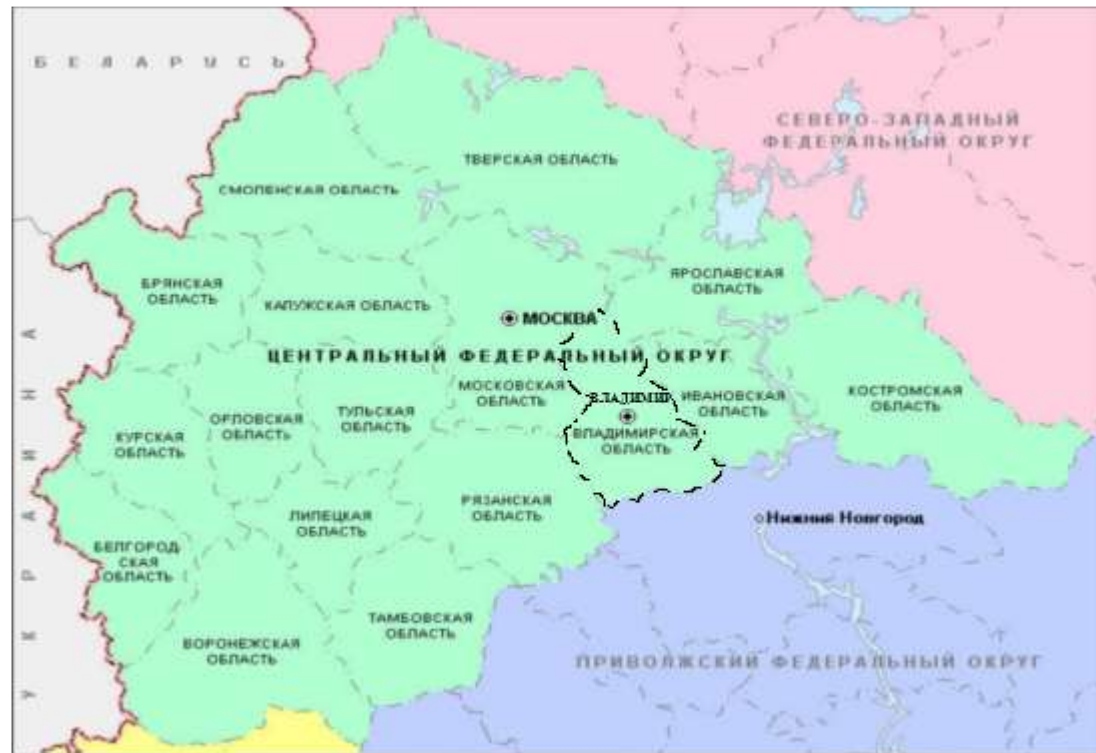 БЕЛАРУСЬ
СЕВЕРО-ЗАПАДНЫЙ
ФЕДЕРАЛЬНЫЙ ОКРУГ
ТВЕРСКАЯ ОБЛАСТЬ
СМОЛЕНСКАЯ ОБЛАСТЬ
ЯРОСЛАВСКАЯ
ОБЛАСТЬ
БРЯНСКАЯ
ОБЛАСТЬ
КАЛУЖСКАЯ ОБЛАСТЬ
МОСКВА
ЦЕНТРАЛЬНЫЙ ФЕДЕРАЛЬНЫЙ ОКРУГ
МОСКОВСКАЯ
ОБЛАСТЬ
ВЛАДИМИР
ИВАНОВСКАЯ
ОБЛАСТЬ
КОСТРОМСКАЯ
ОБЛАСТЬ
ОРЛОВСКАЯ
ОБЛАСТЬ
ТУЛЬСКАЯ
ОБЛАСТЬ
КУРСКАЯ
ОБЛАСТЬ
ВЛАДИМИРСКАЯ
ОБЛАСТЬ
РЯЗАНСКАЯ
ОБЛАСТЬ
ЛИПЕЦКАЯ
ОБЛАСТЬ
Нижний Новгород
БЕЛГОРОД
СКАЯ
ОБЛАСТЬ
ТАМБОВСКАЯ
ОБЛАСТЬ
ВОРОНЕЖСКАЯ
ОБЛАСТЬ
ПРИВОЛЖСКИЙ ФЕДЕРАЛЬНЫЙ ОКРУГ
УКРАИНА